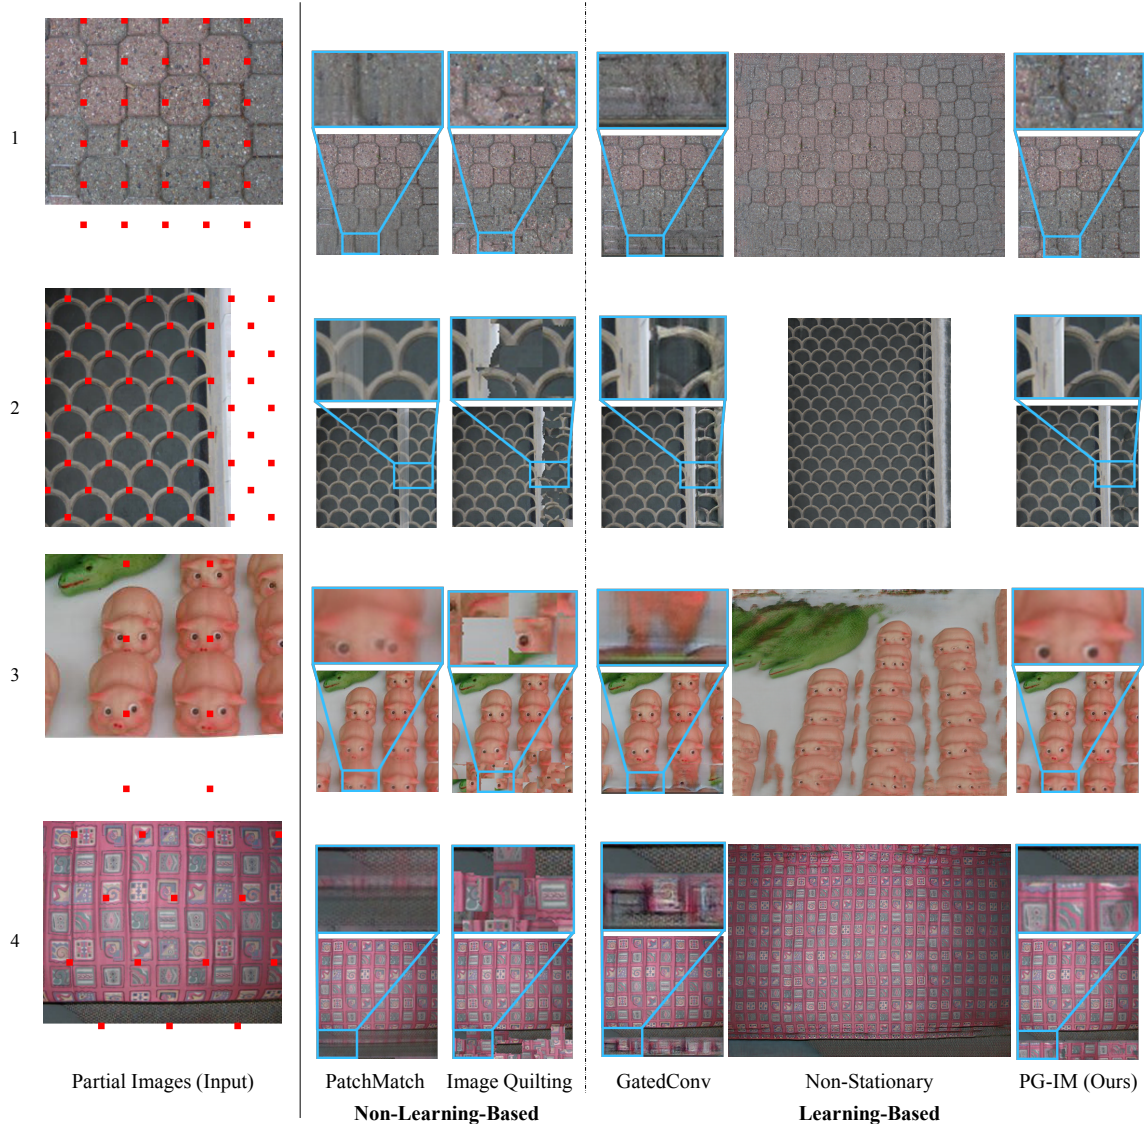 1
2
3
4
Partial Images (Input) PatchMatch Image Quilting GatedConv Non-Stationary PG-IM (Ours)
Non-Learning-Based Learning-Based